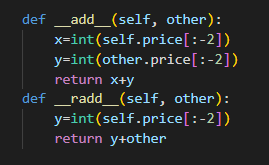 def __add__(self, other):
    x=int(self.price[:-2])
    y=int(other.price[:-2])
    return x+y
def __radd__(self, other):
    y=int(self.price[:-2])
    return y+other